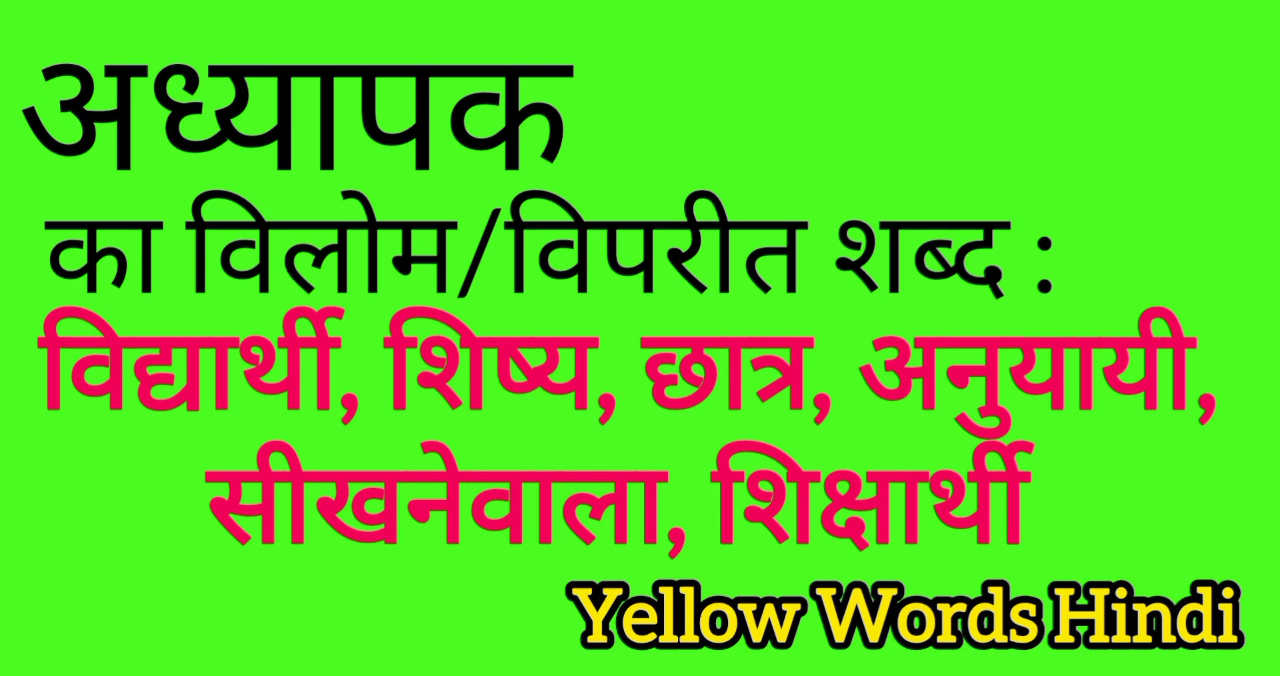 अध्यापक
का विलोम/विपरीत शब्द :
विद्यार्थी, शिष्य, छात्र, अनुयायी,
सीखनेवाला, शिक्षार्थी
Yellow Words Hindi